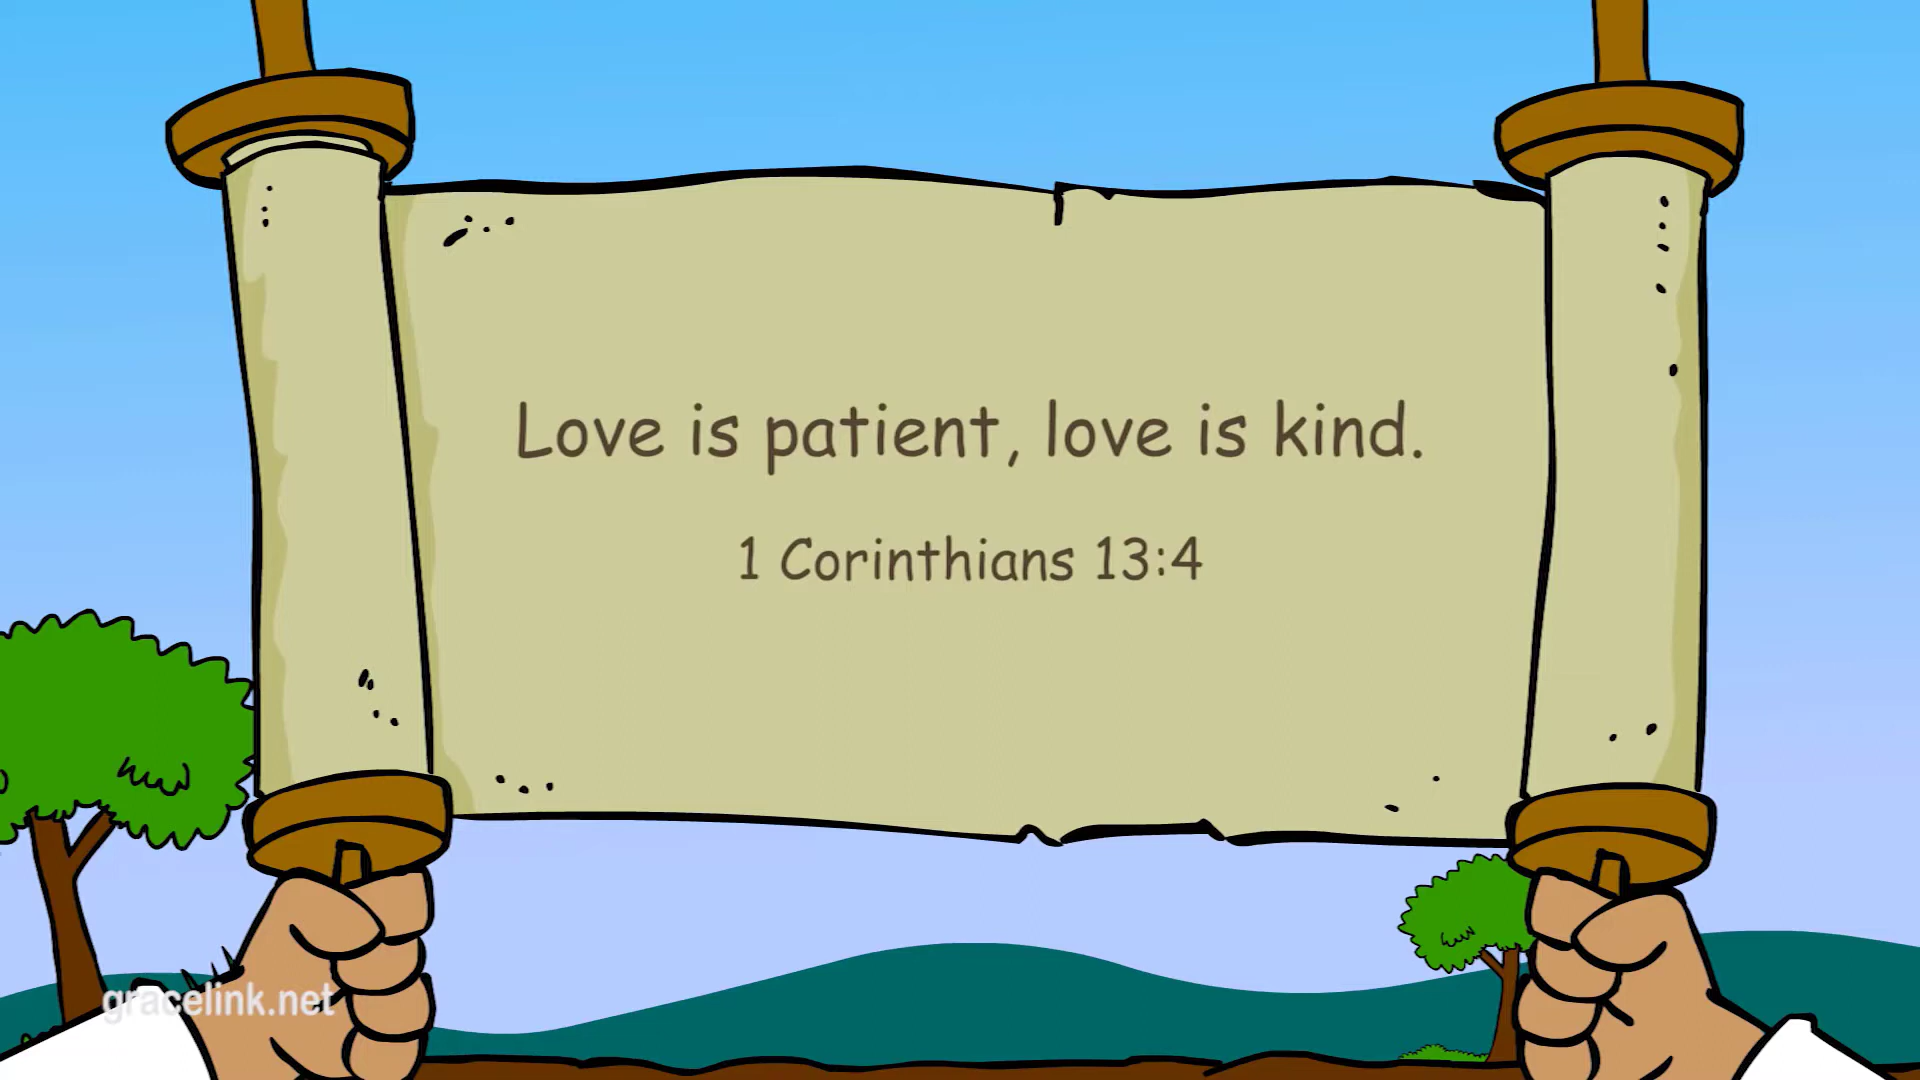 Love is patient, love is kind.
1 Corinthians 13:4
gracelink.net